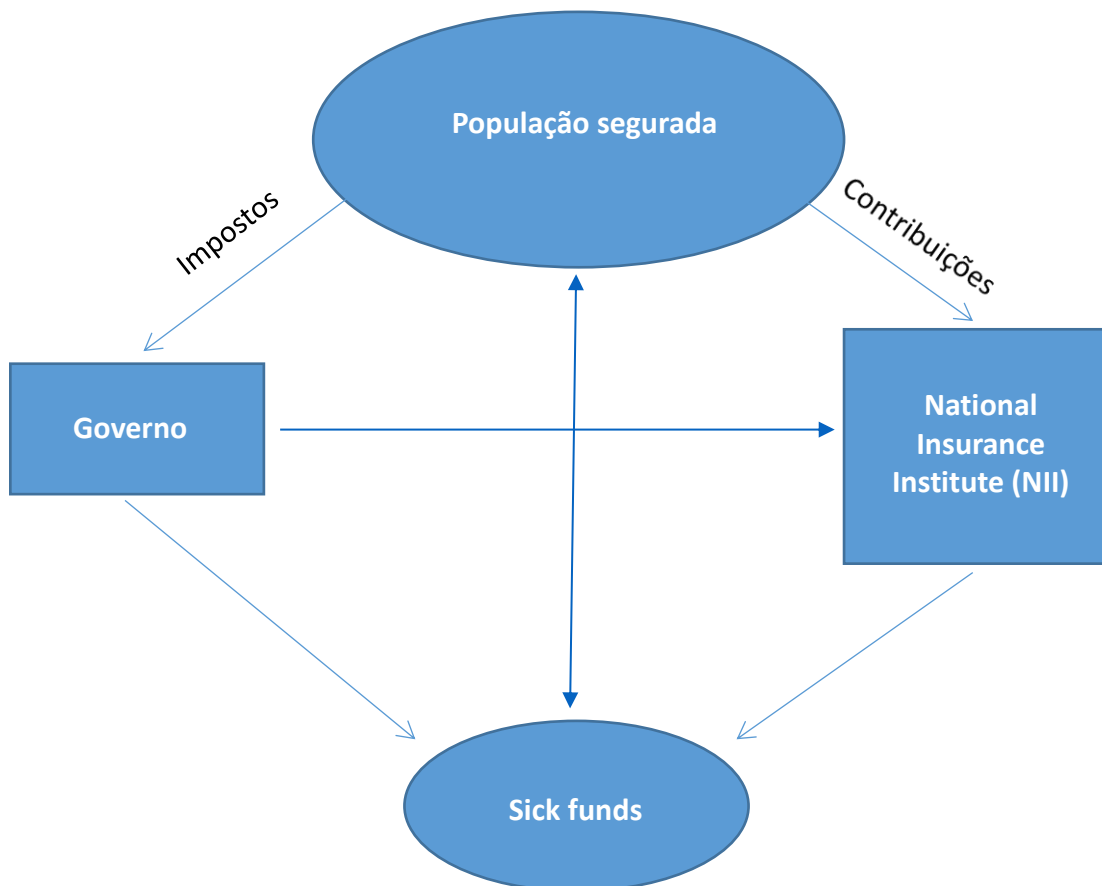 População segurada
Impostos
Contribuições
Governo
National
Insurance
Institute (NII)
Sick funds